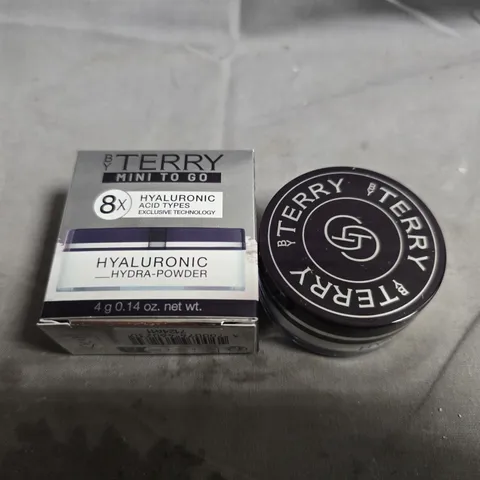 BY TERRY
MINI TO GO
8X
HYALURONIC
ACID TYPES
EXCLUSIVE TECHNOLOGY
HYALURONIC
HYDRA-POWDER
4 g 0.14 oz. net wt.
BY TERRY
BY TERRY
BY TERRY